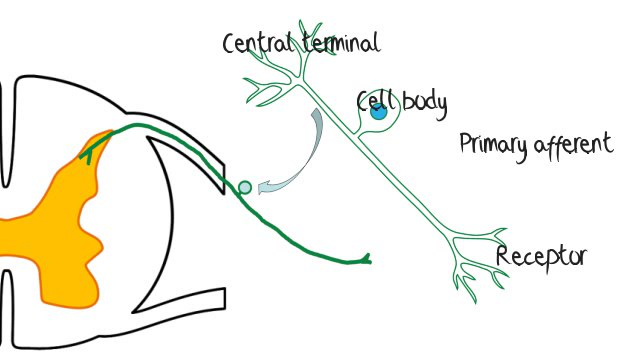 Central terminal
Cell body
Primary afferent
Receptor